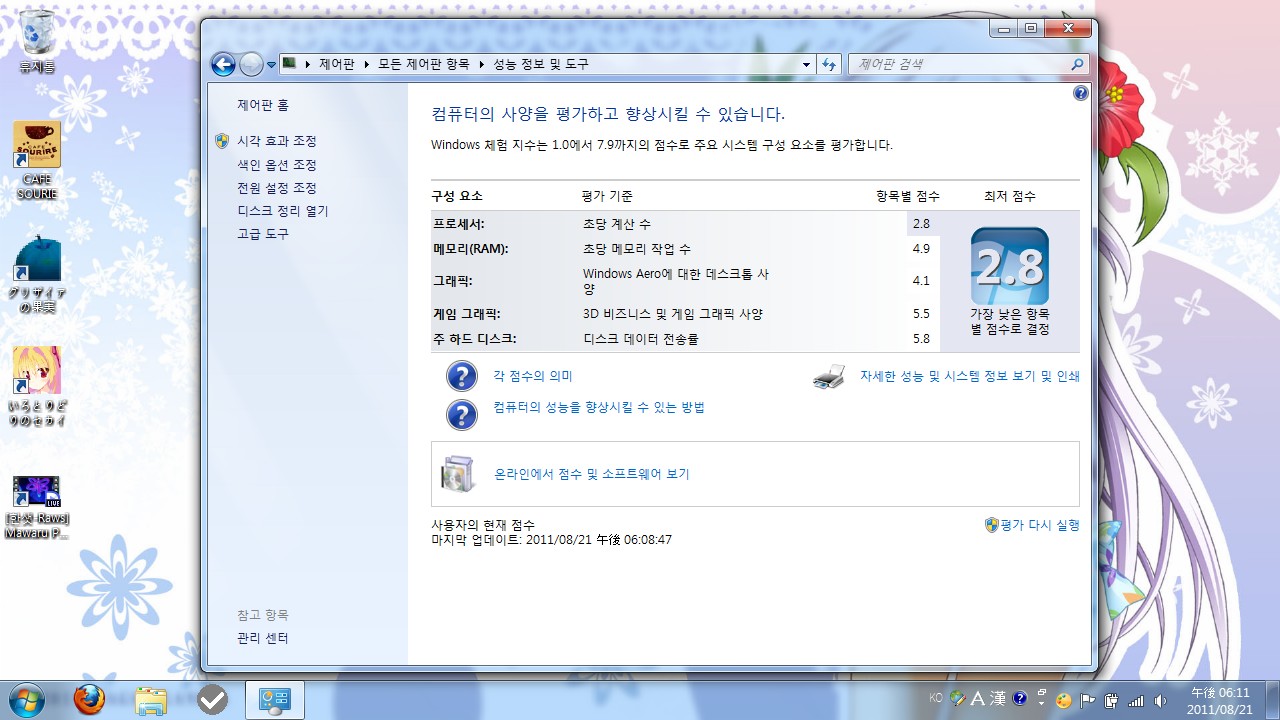 휴지통
CAFE SOURIRE
CAFE
SOURIE
グリザイア
の果実
いろとりど
りのセカイ
LIVE
[한샛-Raws]
Mawaru P...
제어판
모든 제어판 항목
성능 정보 및 도구
제어판 검색
제어판 홈
시각 효과 조정
색인 옵션 조정
전원 설정 조정
디스크 정리 열기
고급 도구
참고 항목
관리 센터
컴퓨터의 사양을 평가하고 향상시킬 수 있습니다.
Windows 체험 지수는 1.0에서 7.9까지의 점수로 주요 시스템 구성 요소를 평가합니다.
구성 요소 평가 기준 항목별 점수 최저 점수
프로세서: 초당 계산 수 2.8
메모리(RAM): 초당 메모리 작업 수 4.9
그래픽: Windows Aero에 대한 데스크톱 사
양 4.1
게임 그래픽: 3D 비즈니스 및 게임 그래픽 사양 5.5
주 하드 디스크: 디스크 데이터 전송률 5.8
2.8
가장 낮은 항목
별 점수로 결정
각 점수의 의미
자세한 성능 및 시스템 정보 보기 및 인쇄
컴퓨터의 성능을 향상시킬 수 있는 방법
온라인에서 점수 및 소프트웨어 보기
사용자의 현재 점수
마지막 업데이트: 2011/08/21 午後 06:08:47
평가 다시 실행
KO A 漢
午後 06:11
2011/08/21